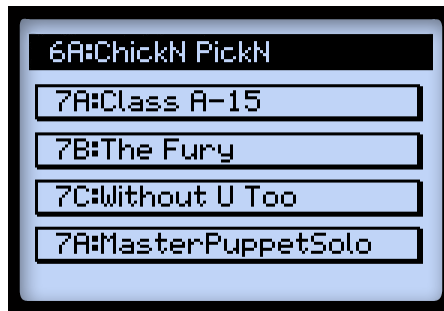 6A:ChickN PickN
7A:Class A-15
7B:The Fury
7C:Without U Too
7A:MasterPuppetSolo